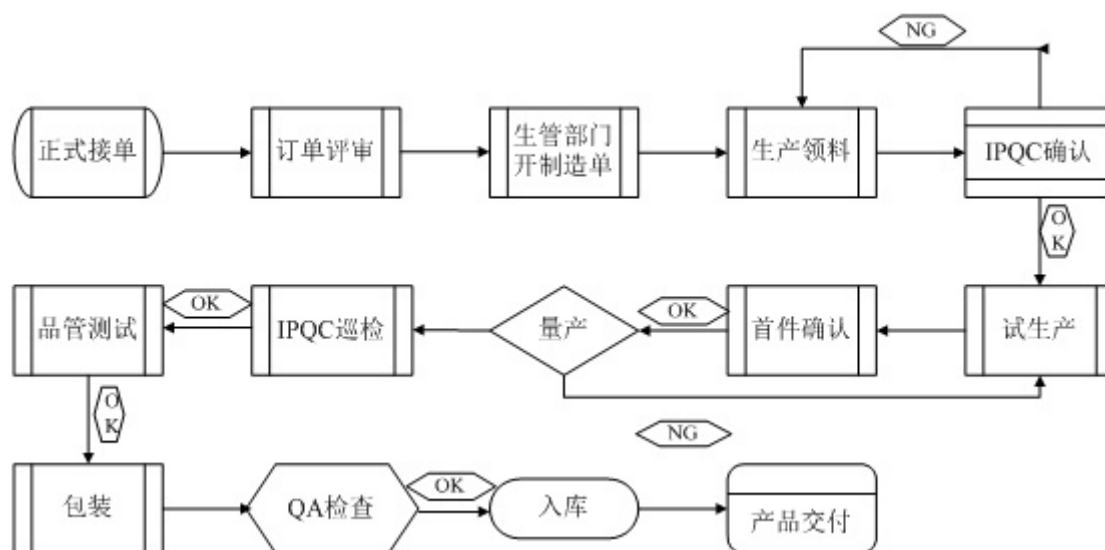 NG
正式接单
订单评审
生管部门
开制造单
生产领料
IPQC确认
O
K
品管测试
OK
IPQC巡检
量产
OK
首件确认
试生产
O
K
NG
包装
QA检查
OK
入库
产品交付